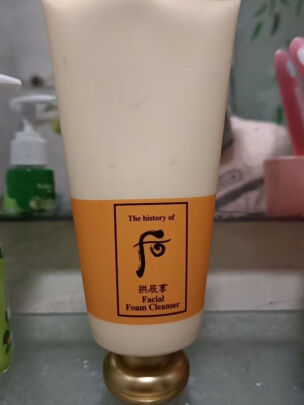 The history of
后
拱辰享
Facial
Foam Cleanser